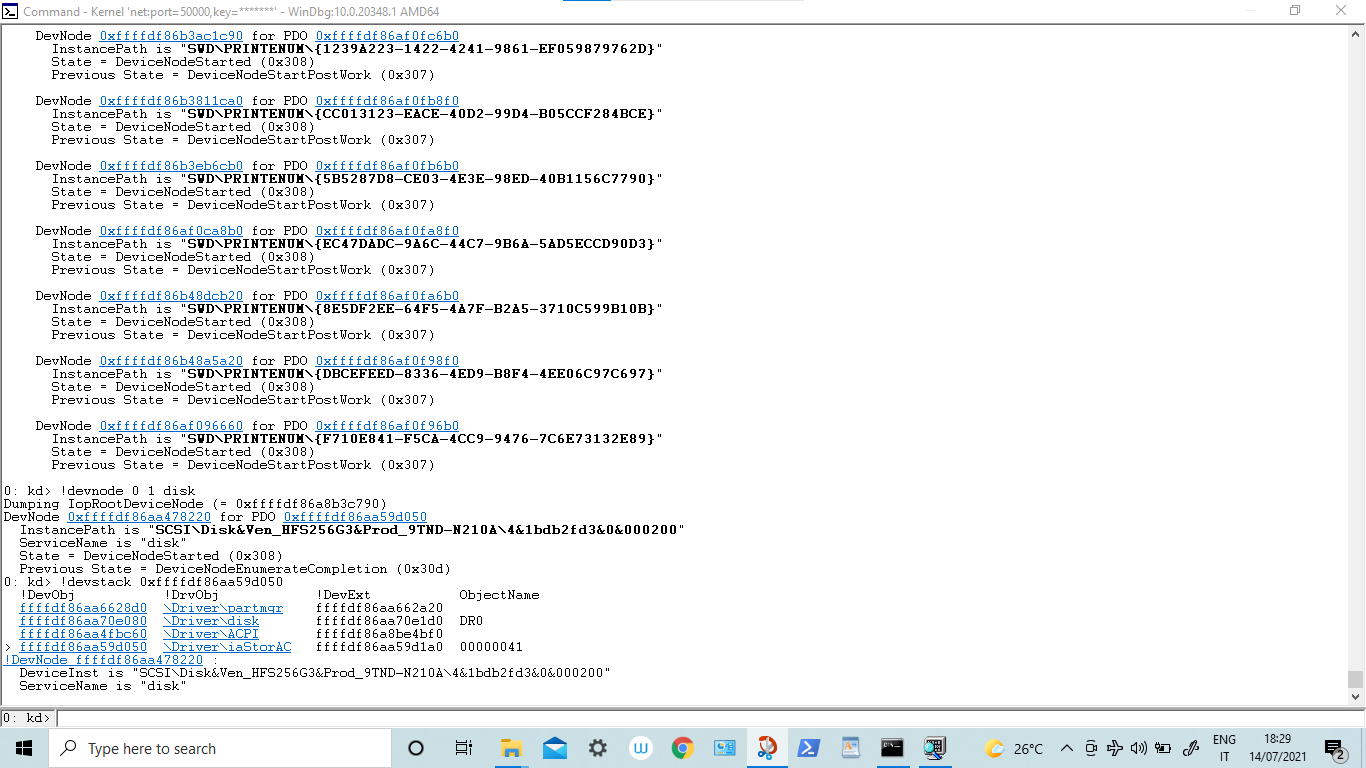 Command - Kernel 'net:port=50000,key=*******' - WinDbg:10.0.20348.1 AMD64
DevNode 0xffffdf86b3ac1c90 for PDO 0xffffdf86af0fc6b0
InstancePath is "SWD\PRINTENUM\{1239A223-1422-4241-9861-EF059879762D}"
State = DeviceNodeStarted (0x308)
Previous State = DeviceNodeStartPostWork (0x307)
DevNode 0xffffdf86b3811ca0 for PDO 0xffffdf86af0fb8f0
InstancePath is "SWD\PRINTENUM\{CC013123-EACE-40D2-99D4-B05CCF284BCE}"
State = DeviceNodeStarted (0x308)
Previous State = DeviceNodeStartPostWork (0x307)
DevNode 0xffffdf86b3eb6cb0 for PDO 0xffffdf86af0fb6b0
InstancePath is "SWD\PRINTENUM\{5B5287D8-CE03-4E3E-98ED-40B1156C7790}"
State = DeviceNodeStarted (0x308)
Previous State = DeviceNodeStartPostWork (0x307)
DevNode 0xffffdf86af0ca8b0 for PDO 0xffffdf86af0fa8f0
InstancePath is "SWD\PRINTENUM\{EC47DADC-9A6C-44C7-9B6A-5AD5ECCD90D3}"
State = DeviceNodeStarted (0x308)
Previous State = DeviceNodeStartPostWork (0x307)
DevNode 0xffffdf86b48dcb20 for PDO 0xffffdf86af0fa6b0
InstancePath is "SWD\PRINTENUM\{8E5DF2EE-64F5-4A7F-B2A5-3710C599B10B}"
State = DeviceNodeStarted (0x308)
Previous State = DeviceNodeStartPostWork (0x307)
DevNode 0xffffdf86b48a5a20 for PDO 0xffffdf86af0f98f0
InstancePath is "SWD\PRINTENUM\{DBCEFEED-8336-4ED9-B8F4-4EE06C97C697}"
State = DeviceNodeStarted (0x308)
Previous State = DeviceNodeStartPostWork (0x307)
DevNode 0xffffdf86af096660 for PDO 0xffffdf86af0f96b0
InstancePath is "SWD\PRINTENUM\{F710E841-F5CA-4CC9-9476-7C6E73132E89}"
State = DeviceNodeStarted (0x308)
Previous State = DeviceNodeStartPostWork (0x307)
0: kd> !devnode 0 1 disk
Dumping IopRootDeviceNode (= 0xffffdf86a8b3c790)
DevNode 0xffffdf86aa478220 for PDO 0xffffdf86aa59d050
InstancePath is "SCSI\Disk&Ven_HFS256G3&Prod_9TND-N210A\4&1bdb2fd3&0&000200"
ServiceName is "disk"
State = DeviceNodeStarted (0x308)
Previous State = DeviceNodeEnumerateCompletion (0x30d)
0: kd> !devstack 0xffffdf86aa59d050
!DevObj !DrvObj !DevExt ObjectName
ffffdf86aa6628d0 \Driver\partmgr ffffdf86aa662a20
ffffdf86aa70e080 \Driver\disk ffffdf86aa70e1d0 DR0
ffffdf86aa4fbc60 \Driver\ACPI ffffdf86a8be4bf0
> ffffdf86aa59d050 \Driver\iaStorAC ffffdf86aa59d1a0 00000041
!DevNode ffffdf86aa478220 :
DeviceInst is "SCSI\Disk&Ven_HFS256G3&Prod_9TND-N210A\4&1bdb2fd3&0&000200"
ServiceName is "disk"
0: kd>
Type here to search
26°C
ENG
IT
18:29
14/07/2021
2